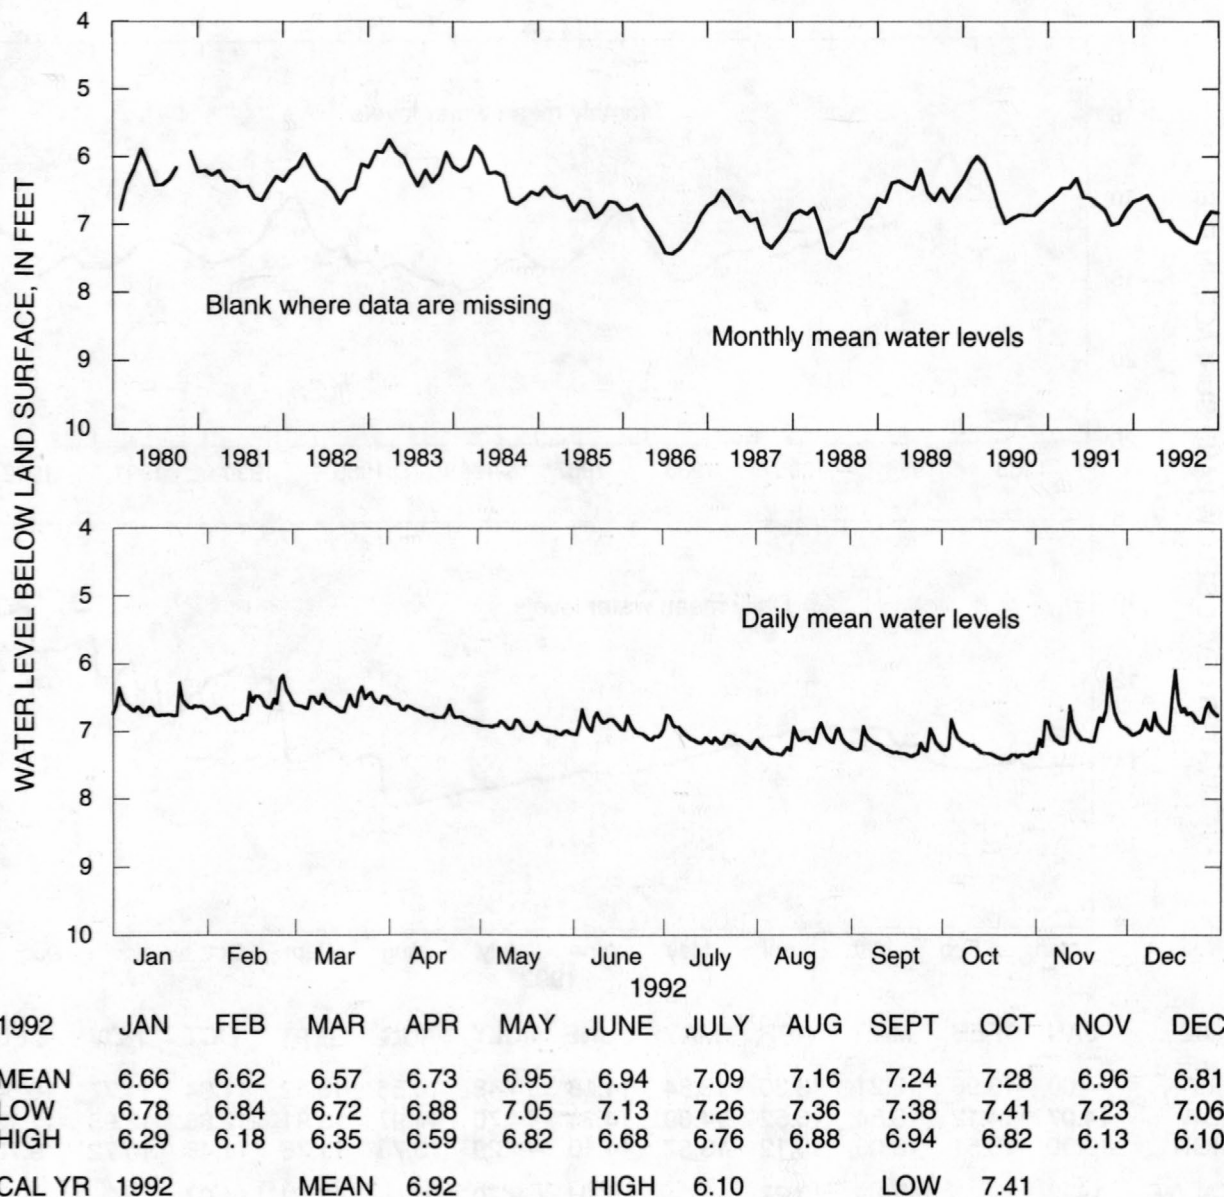 WATER LEVEL BELOW LAND SURFACE, IN FEET
4
5
6
7
8
9
10
Blank where data are missing
Monthly mean water levels
1980 1981 1982 1983 1984 1985 1986 1987 1988 1989 1990 1991 1992
4
5
6
7
8
9
10
Daily mean water levels
Jan Feb Mar Apr May June July Aug Sept Oct Nov Dec
1992
1992 JAN FEB MAR APR MAY JUNE JULY AUG SEPT OCT NOV DEC
MEAN 6.66 6.62 6.57 6.73 6.95 6.94 7.09 7.16 7.24 7.28 6.96 6.81
LOW 6.78 6.84 6.72 6.88 7.05 7.13 7.26 7.36 7.38 7.41 7.23 7.06
HIGH 6.29 6.18 6.35 6.59 6.82 6.68 6.76 6.88 6.94 6.82 6.13 6.10
CAL YR 1992 MEAN 6.92 HIGH 6.10 LOW 7.41